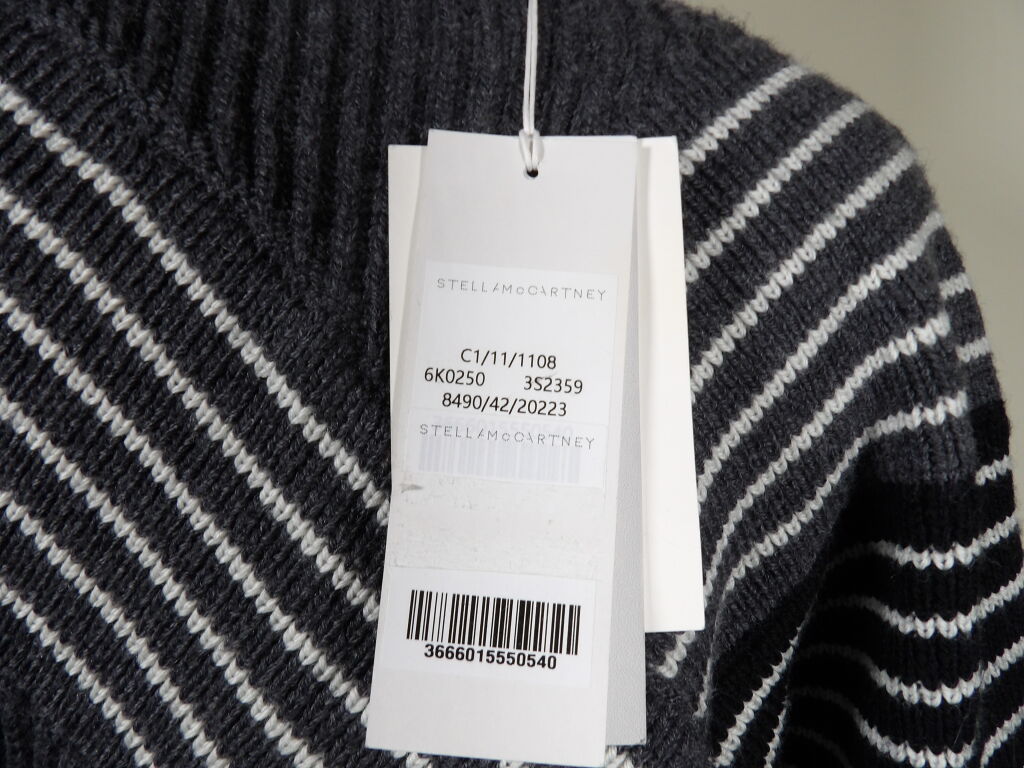 STELLAMcCARTNEY
C1/11/1108
6K0250 3S2359
8490/42/20223
STELLAMcCARTNEY
3666015550540